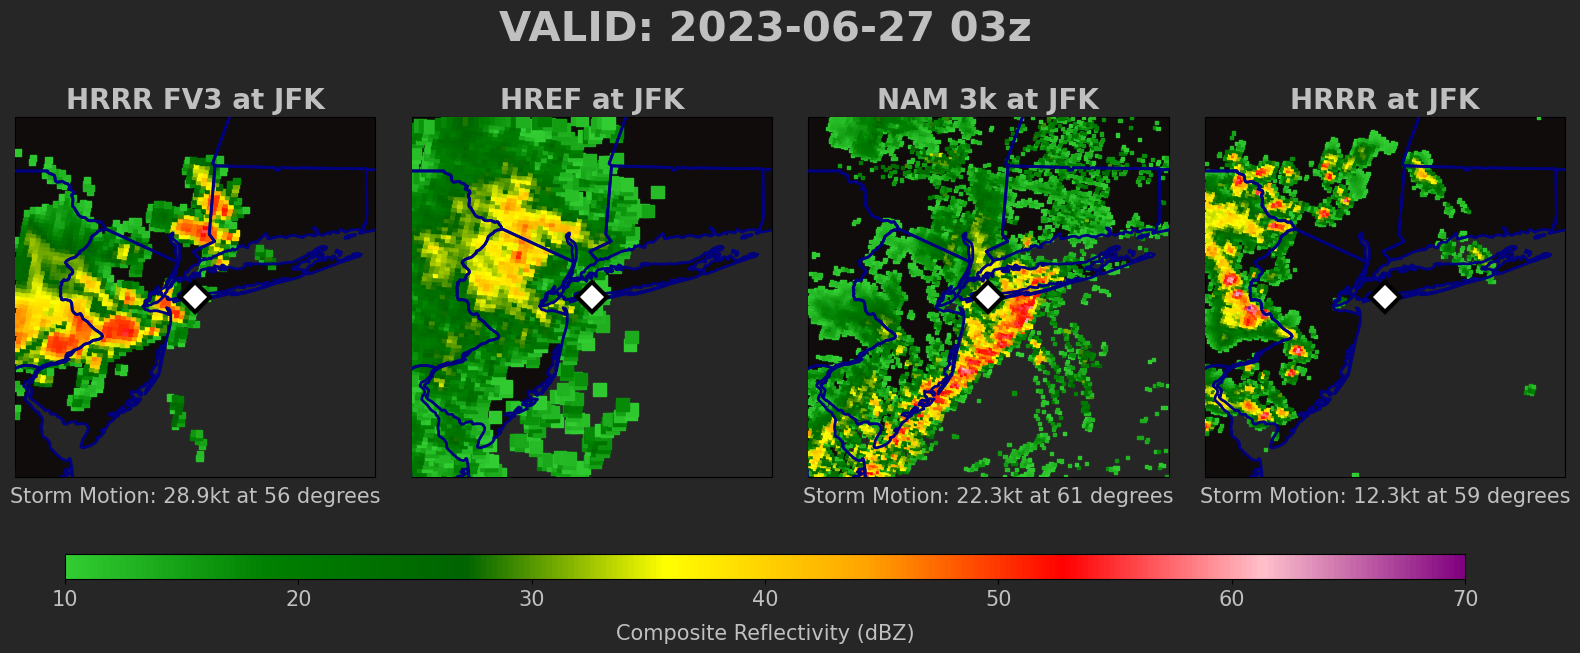 VALID: 2023-06-27 03z
HRRR FV3 at JFK
HREF at JFK
NAM 3k at JFK
HRRR at JFK
Storm Motion: 28.9kt at 56 degrees
Storm Motion: 22.3kt at 61 degrees
Storm Motion: 12.3kt at 59 degrees
10 20 30 40 50 60 70
Composite Reflectivity (dBZ)